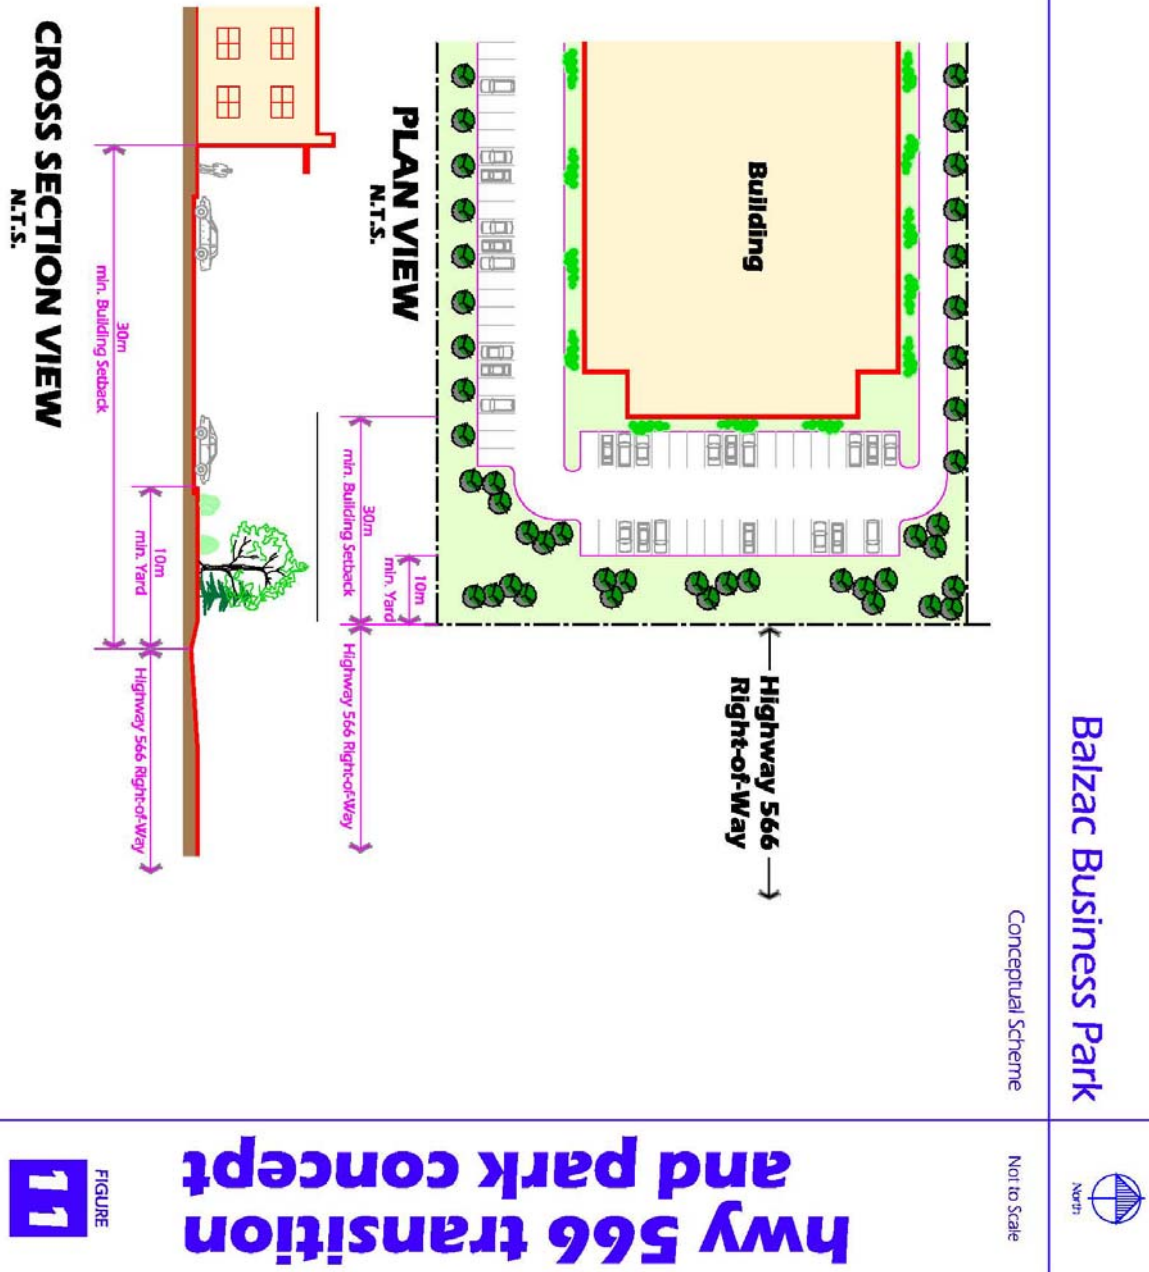 Balzac Business Park
Conceptual Scheme
North
Not to Scale
Building
Highway 566
Right-of-Way
10m
min. Yard
30m
min. Building Setback
Highway 566 Right-of-Way
PLAN VIEW
N.T.S.
10m
min. Yard
Highway 566 Right-of-Way
30m
min. Building Setback
CROSS SECTION VIEW
N.T.S.
hwy 566 transition
and park concept
FIGURE
11